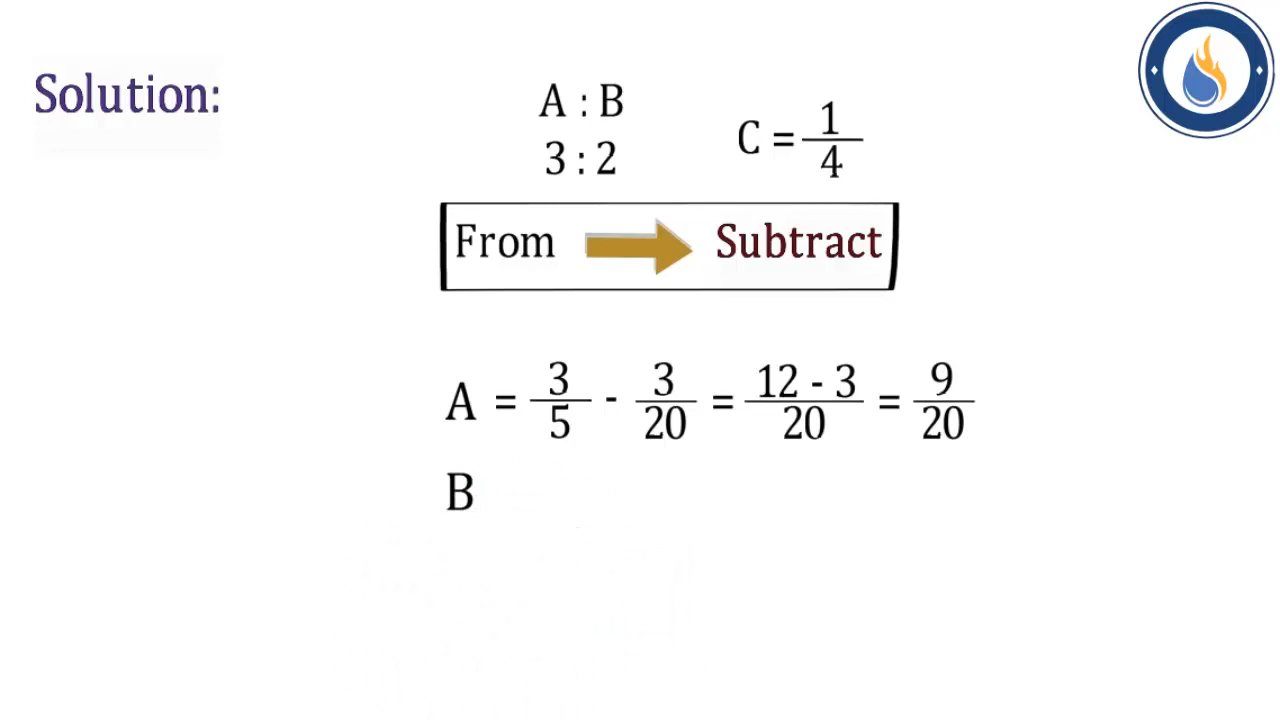 Solution:
A : B
3 : 2
C = 1/4
From Subtract
A = 3/5 - 3/20 = 12 - 3/20 = 9/20
B